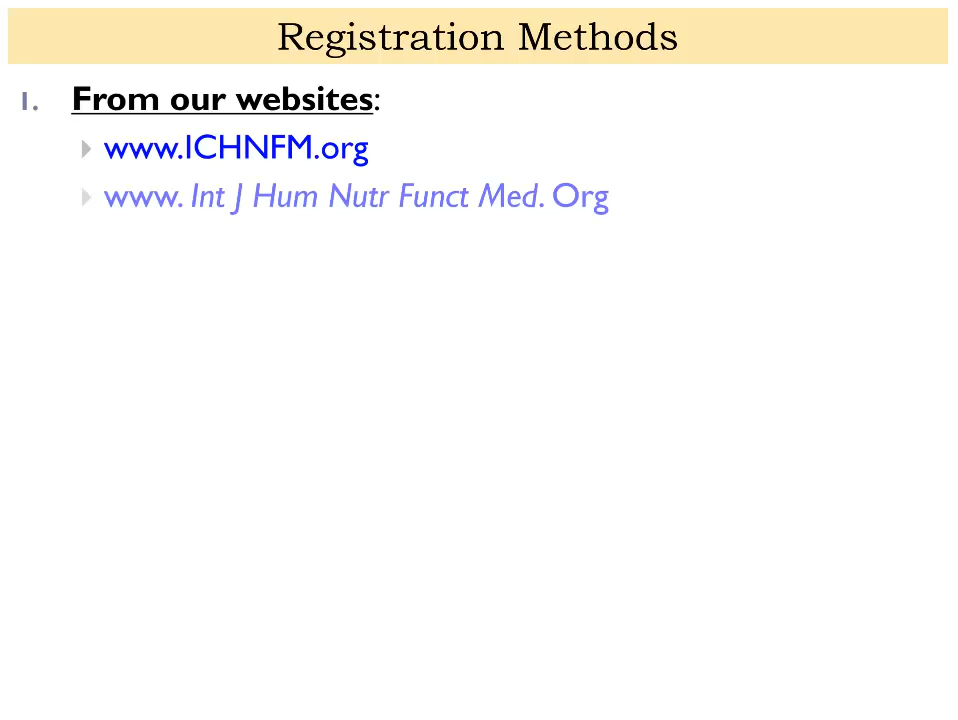 Registration Methods
1. From our websites:
www.ICHNFM.org
www. Int J Hum Nutr Funct Med. Org